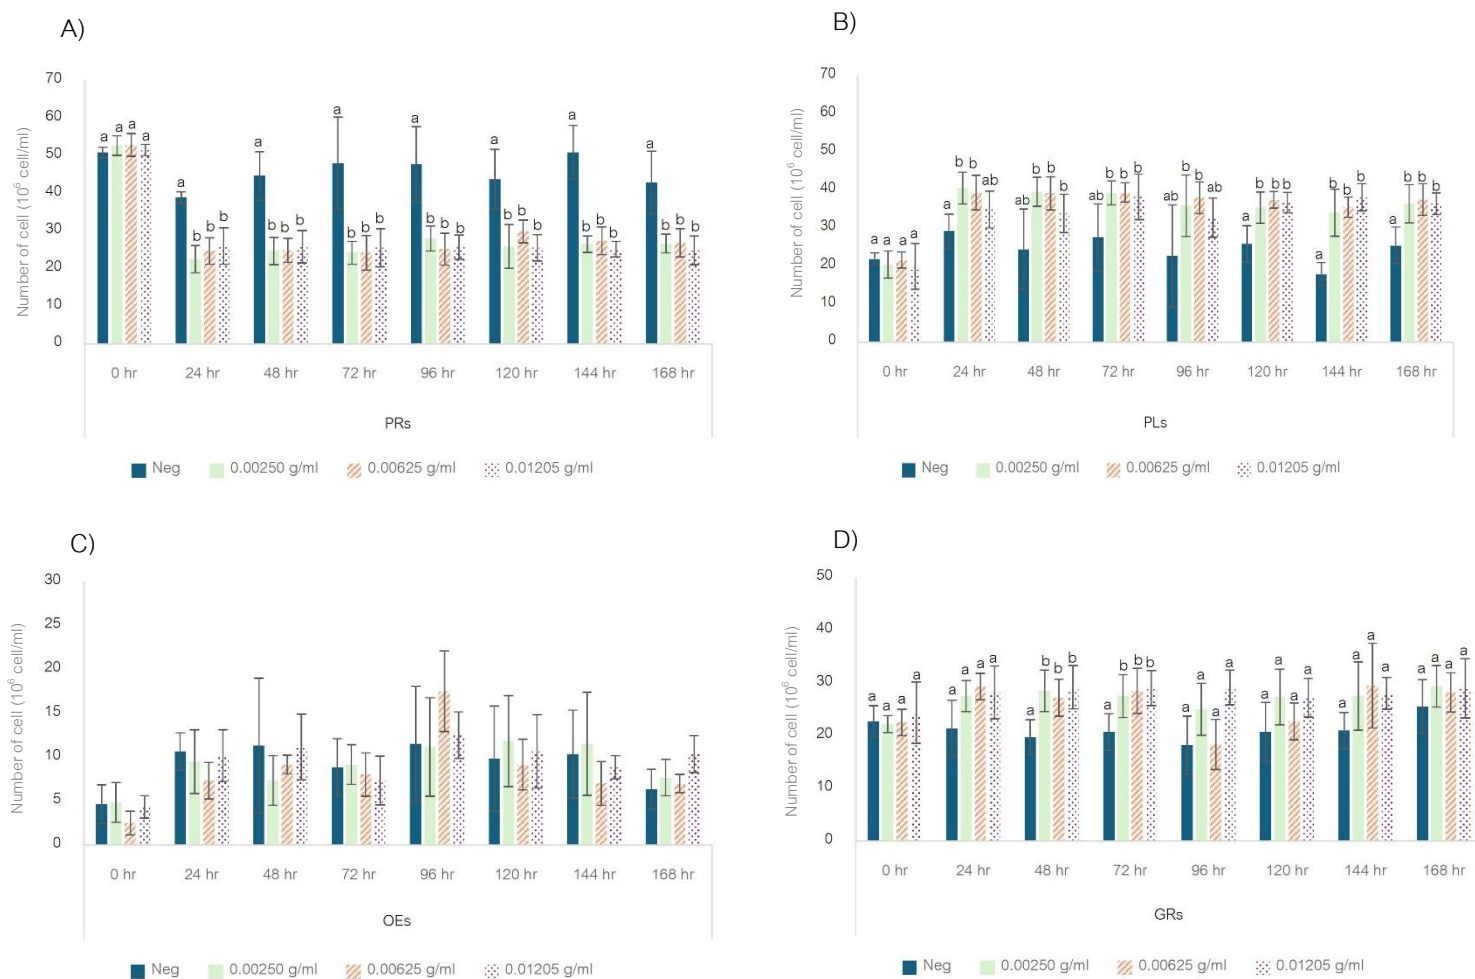 A)
Number of cell (10⁶ cell/ml)
70
60
50
40
30
20
10
0
a a a a
a b b b
a b b b
a b b b
a b b b
a b b b
a b b b
a b b b
0 hr 24 hr 48 hr 72 hr 96 hr 120 hr 144 hr 168 hr
PRs
Neg 0.00250 g/ml 0.00625 g/ml 0.01205 g/ml
B)
Number of cell (10⁶ cell/ml)
70
60
50
40
30
20
10
0
a a a a
a b b ab
ab b b b
ab b b b
ab b b ab
a b b b
a b b b
a b b b
0 hr 24 hr 48 hr 72 hr 96 hr 120 hr 144 hr 168 hr
PLs
Neg 0.00250 g/ml 0.00625 g/ml 0.01205 g/ml
C)
Number of cell (10⁶ cell/ml)
30
25
20
15
10
5
0
0 hr 24 hr 48 hr 72 hr 96 hr 120 hr 144 hr 168 hr
OEs
Neg 0.00250 g/ml 0.00625 g/ml 0.01205 g/ml
D)
Number of cell (10⁶ cell/ml)
50
40
30
20
10
0
a a a a
a a a a
a b b b
a b b b
a a a a
a a a a
a a a a
a a a a
0 hr 24 hr 48 hr 72 hr 96 hr 120 hr 144 hr 168 hr
GRs
Neg 0.00250 g/ml 0.00625 g/ml 0.01205 g/ml